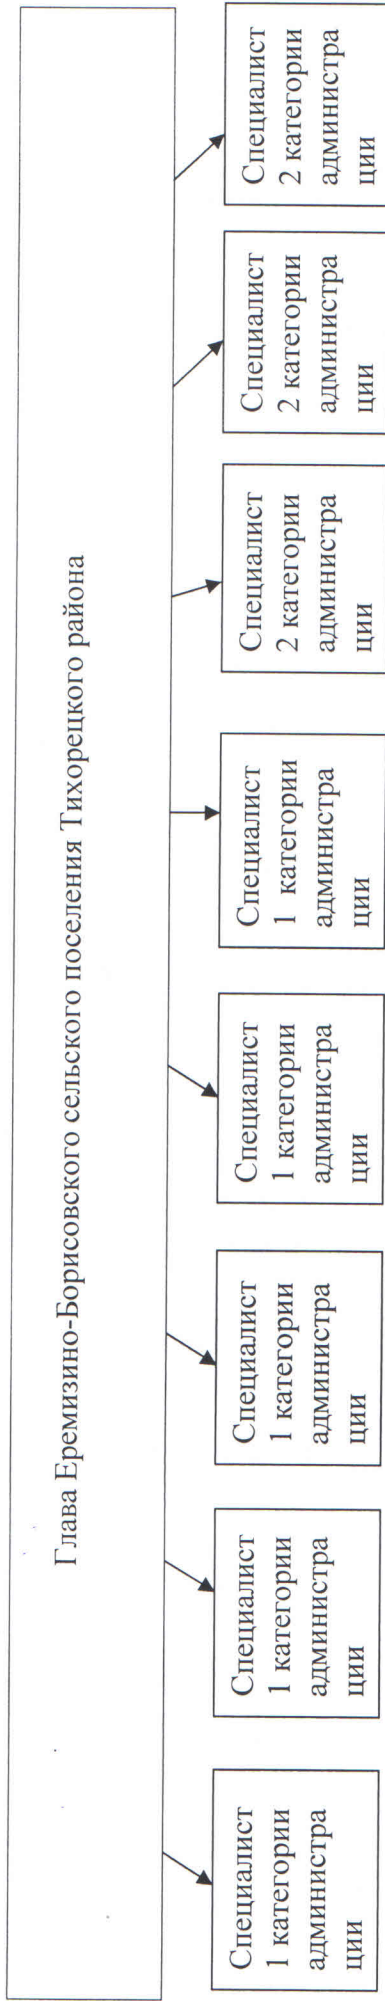 Глава Еремизино-Борисовского сельского поселения Тихорецкого района
Специалист
1 категории
администра
ции
Специалист
1 категории
администра
ции
Специалист
1 категории
администра
ции
Специалист
1 категории
администра
ции
Специалист
1 категории
администра
ции
Специалист
2 категории
администра
ции
Специалист
2 категории
администра
ции
Специалист
2 категории
администра
ции